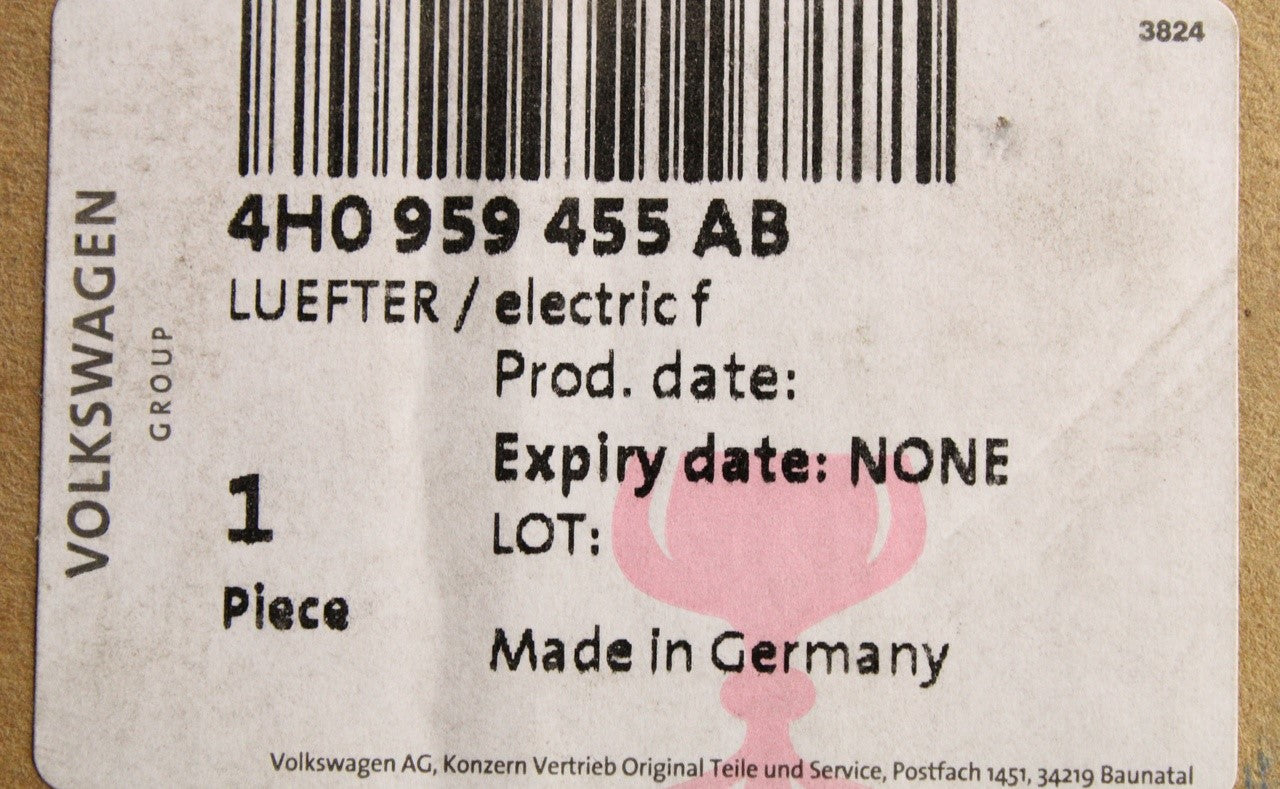 3824
4H0 959 455 AB
LUEFTER / electric f
Prod. date:
Expiry date: NONE
LOT:
1
Piece
Made in Germany
VOLKSWAGEN
GROUP
Volkswagen AG, Konzern Vertrieb Original Teile und Service, Postfach 1451, 34219 Baunatal